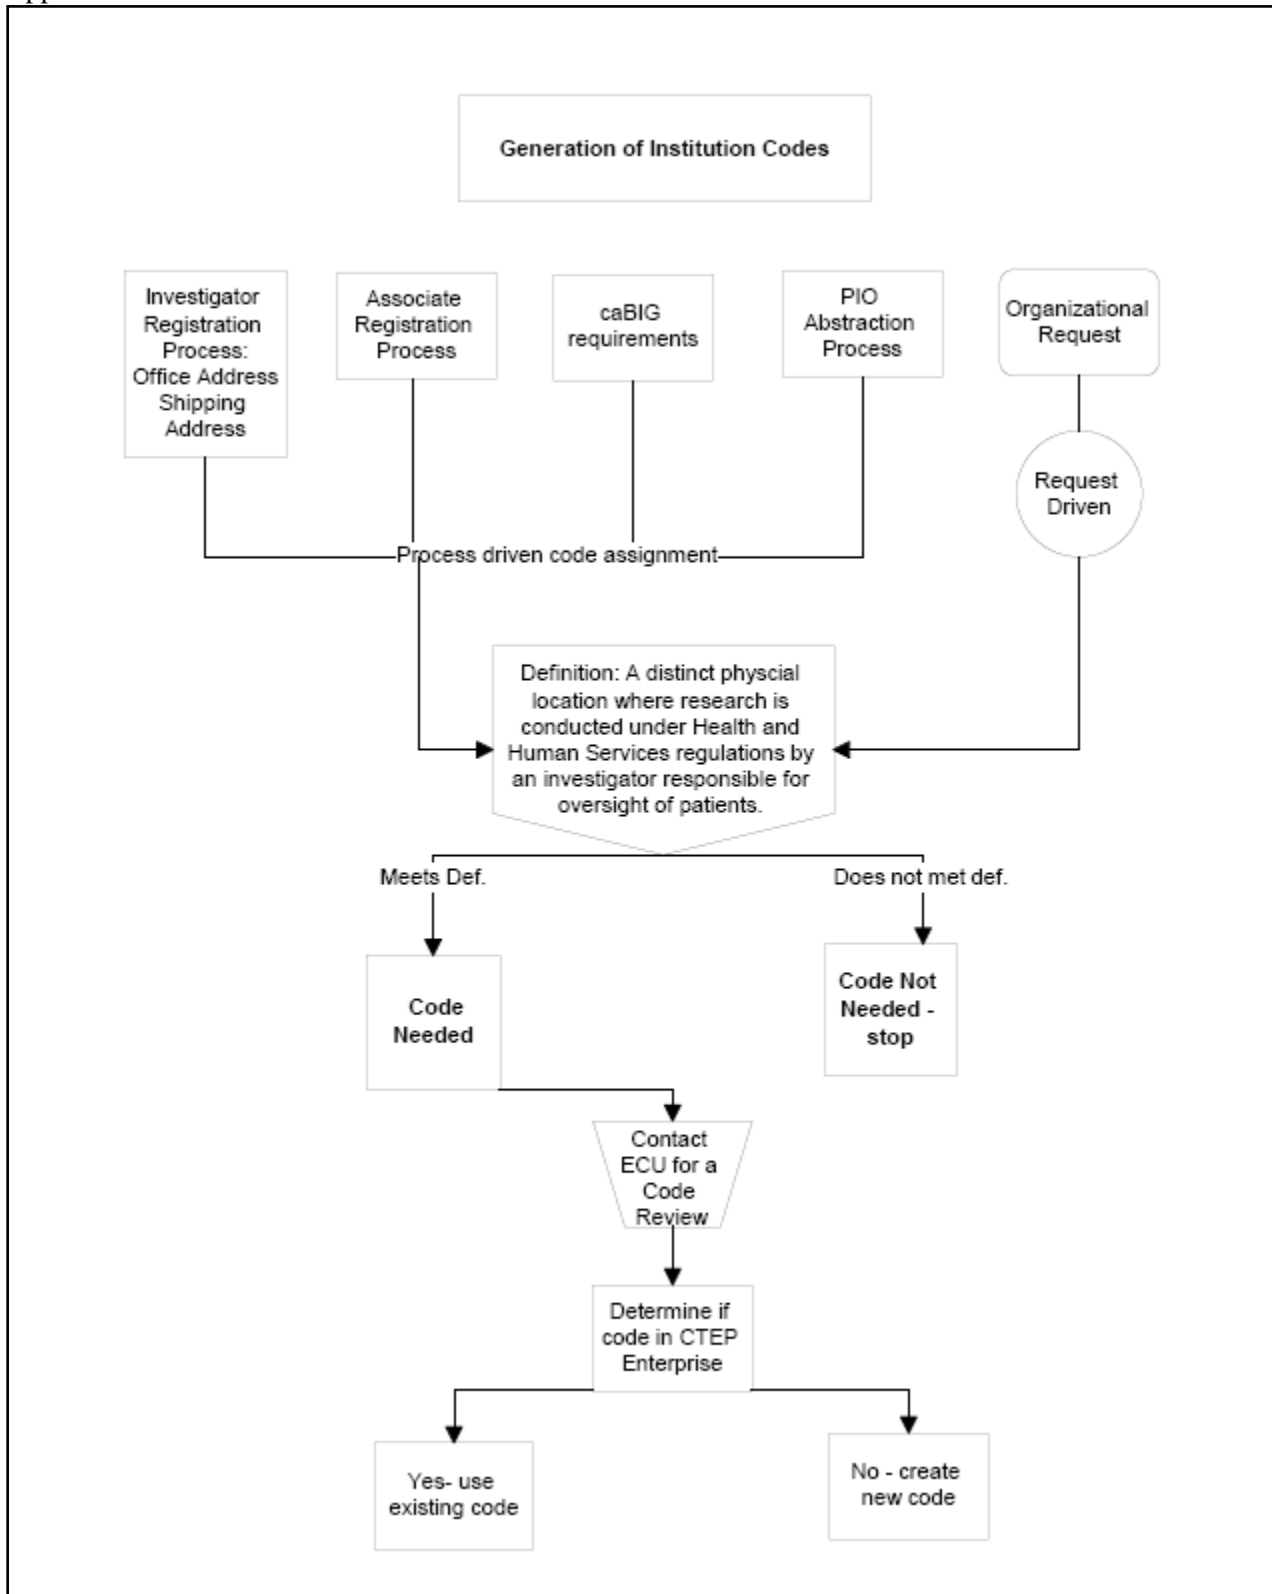 Generation of Institution Codes
Investigator
Registration
Process:
Office Address
Shipping
Address
Associate
Registration
Process
caBIG
requirements
PIO
Abstraction
Process
Organizational
Request
Request
Driven
Process driven code assignment
Definition: A distinct physcial
location where research is
conducted under Health and
Human Services regulations by
an investigator responsible for
oversight of patients.
Meets Def.
Does not met def.
Code
Needed
Code Not
Needed -
stop
Contact
ECU for a
Code
Review
Determine if
code in CTEP
Enterprise
Yes- use
existing code
No - create
new code